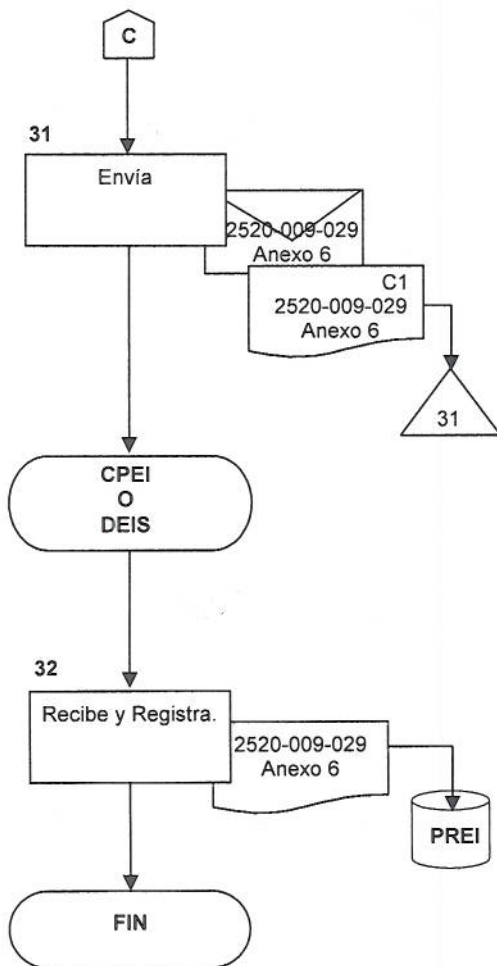 C
31
Envía
2520-009-029
Anexo 6
C1
2520-009-029
Anexo 6
31
CPEI
O
DEIS
32
Recibe y Registra.
2520-009-029
Anexo 6
PREI
FIN